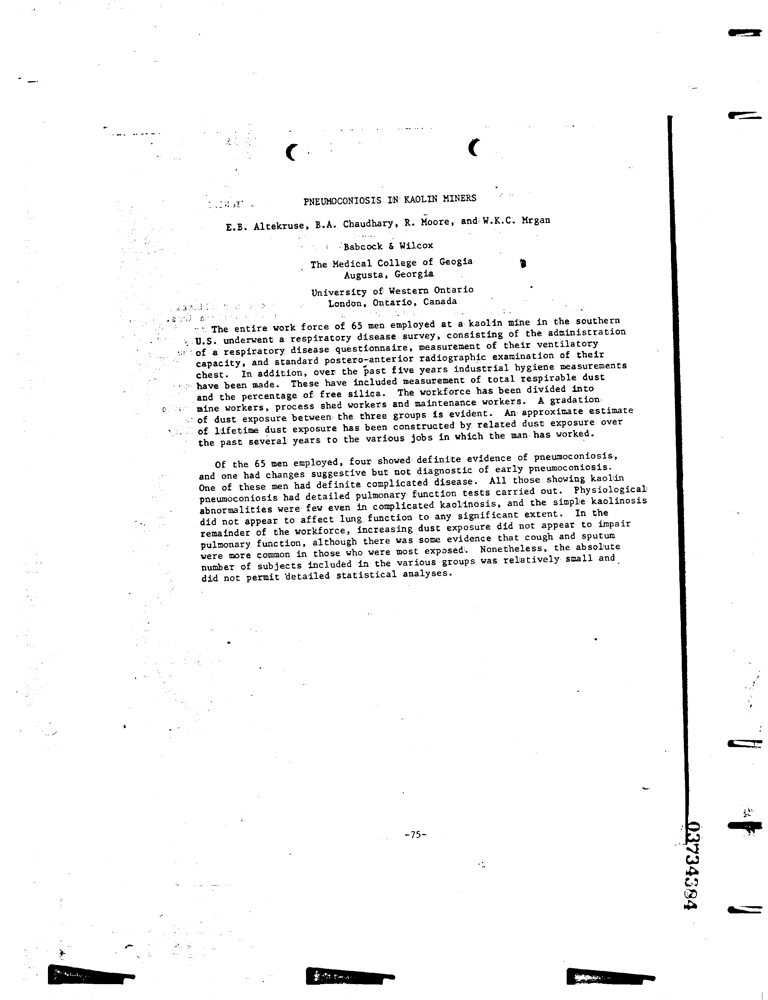 PNEUMOCONIOSIS IN KAOLIN MINERS
E.B. Altekruse, B.A. Chaudhary, R. Moore, and W.K.C. Mrgan
Babcock & Wilcox
The Medical College of Geogia
Augusta, Georgia
University of Western Ontario
London, Ontario, Canada
The entire work force of 65 men employed at a kaolin mine in the southern
U.S. underwent a respiratory disease survey, consisting of the administration
of a respiratory disease questionnaire, measurement of their ventilatory
capacity, and standard postero-anterior radiographic examination of their
chest. In addition, over the past five years industrial hygiene measurements
have been made. These have included measurement of total respirable dust
and the percentage of free silica. The workforce has been divided into
mine workers, process shed workers and maintenance workers. A gradation
of dust exposure between the three groups is evident. An approximate estimate
of lifetime dust exposure has been constructed by related dust exposure over
the past several years to the various jobs in which the man has worked.
Of the 65 men employed, four showed definite evidence of pneumoconiosis,
and one had changes suggestive but not diagnostic of early pneumoconiosis.
One of these men had definite complicated disease. All those showing kaolin
pneumoconiosis had detailed pulmonary function tests carried out. Physiological
abnormalities were few even in complicated kaolinosis, and the simple kaolinosis
did not appear to affect lung function to any significant extent. In the
remainder of the workforce, increasing dust exposure did not appear to impair
pulmonary function, although there was some evidence that cough and sputum
were more common in those who were most exposed. Nonetheless, the absolute
number of subjects included in the various groups was relatively small and
did not permit detailed statistical analyses.
-75-
03734384